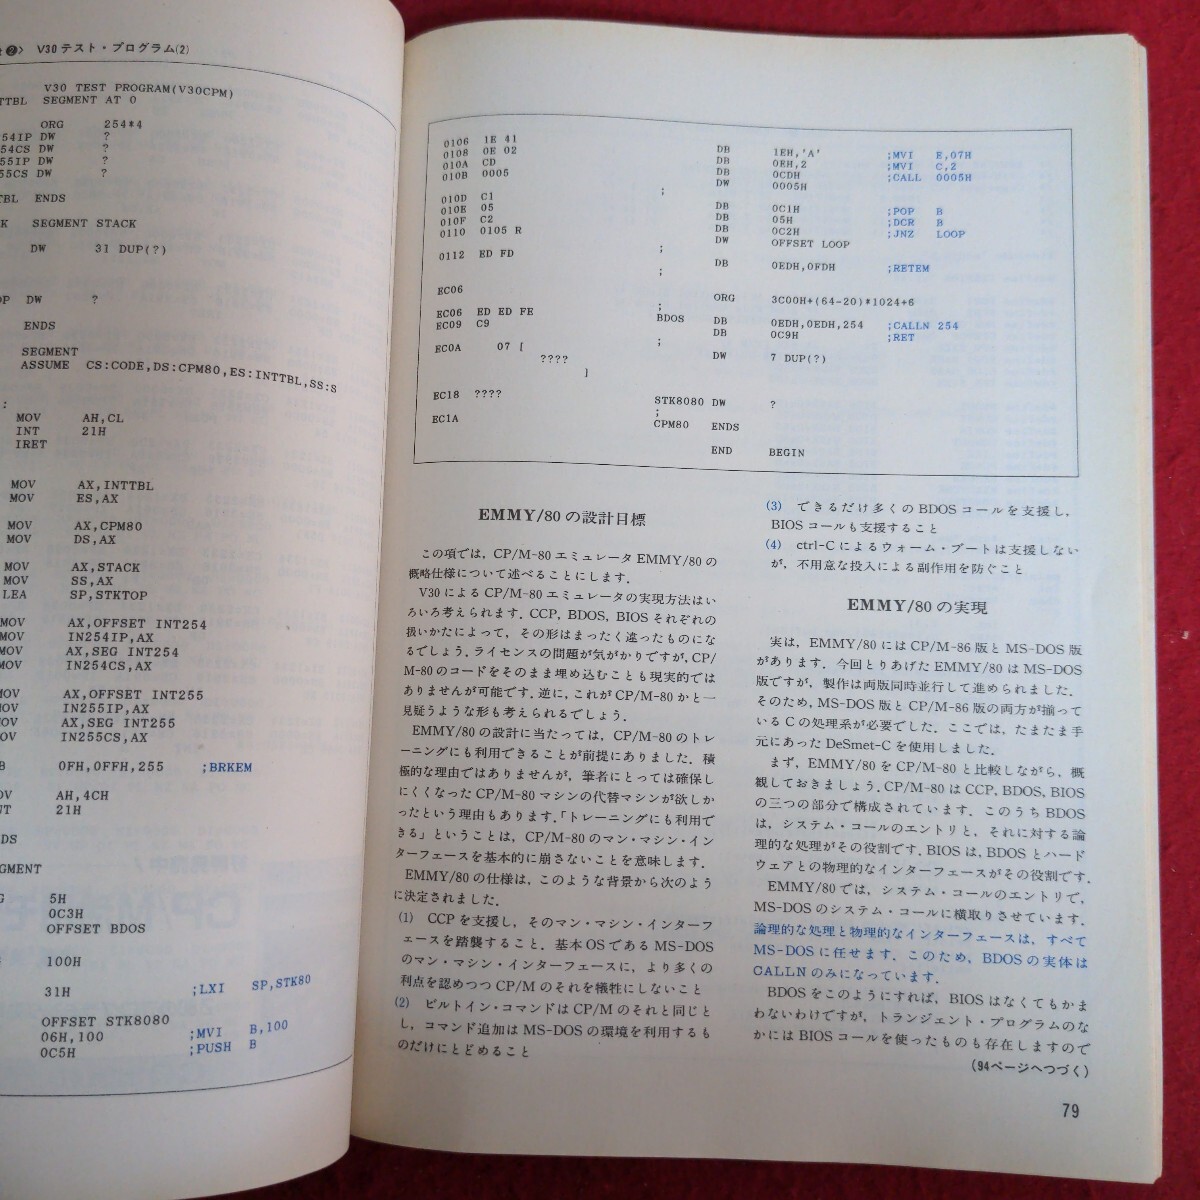 ❷〉 V30テスト・プログラム(2)
V30 TEST PROGRAM(V30CPM)
TTBL SEGMENT AT 0
ORG 254*4
54IP DW ?
54CS DW ?
55IP DW ?
55CS DW ?
TBL ENDS
K SEGMENT STACK
DW 31 DUP(?)
OP DW ?
ENDS
SEGMENT
ASSUME CS:CODE,DS:CPM80,ES:INTTBL,SS:S
:
MOV AH,CL
INT 21H
IRET
MOV AX,INTTBL
MOV ES,AX
MOV AX,CPM80
MOV DS,AX
MOV AX,STACK
MOV SS,AX
LEA SP,STKTOP
MOV AX,OFFSET INT254
MOV IN254IP,AX
MOV AX,SEG INT254
MOV IN254CS,AX
MOV AX,OFFSET INT255
MOV IN255IP,AX
MOV AX,SEG INT255
OV IN255CS,AX
B 0FH,0FFH,255 ;BRKEM
OV AH,4CH
NT 21H
DS
GMENT
G 5H
0C3H
OFFSET BDOS
100H
31H ;LXI SP,STK80
OFFSET STK8080
06H,100 ;MVI B,100
0C5H ;PUSH B
0106 1E 41 DB 1EH,'A' ;MVI E,07H
0108 0E 02 DB 0EH,2 ;MVI C,2
010A CD DB 0CDH ;CALL 0005H
010B 0005 DW 0005H
;
010D C1 DB 0C1H ;POP B
010E 05 DB 05H ;DCR B
010F C2 DB 0C2H ;JNZ LOOP
0110 0105 R DW OFFSET LOOP
;
0112 ED FD DB 0EDH,0FDH ;RETEM
;
EC06 ORG 3C00H+(64-20)*1024+6
;
EC06 ED ED FE BDOS DB 0EDH,0EDH,254 ;CALLN 254
EC09 C9 DB 0C9H ;RET
;
EC0A 07 [ DW 7 DUP(?)
????
]
EC18 ???? STK8080 DW ?
;
EC1A CPM80 ENDS
END BEGIN
EMMY/80の設計目標
この項では,CP/M-80エミュレータEMMY/80の
概略仕様について述べることにします.
V30によるCP/M-80エミュレータの実現方法はい
ろいろ考えられます.CCP,BDOS,BIOSそれぞれの
扱いかたによって,その形はまったく違ったものにな
るでしょう.ライセンスの問題が気がかりですが,CP/
M-80のコードをそのまま埋め込むことも現実的では
ありませんが可能です.逆に,これがCP/M-80かと一
見疑うような形も考えられるでしょう.
EMMY/80の設計に当たっては,CP/M-80のトレ
ーニングにも利用できることが前提にありました.積
極的な理由ではありませんが,筆者にとっては確保し
にくくなったCP/M-80マシンの代替マシンが欲しか
ったという理由もあります.「トレーニングにも利用で
きる」ということは,CP/M-80のマン・マシン・イン
ターフェースを基本的に崩さないことを意味します.
EMMY/80の仕様は,このような背景から次のよう
に決定されました.
(1) CCPを支援し,そのマン・マシン・インターフ
ェースを踏襲すること.基本OSであるMS-DOS
のマン・マシン・インターフェースに,より多くの
利点を認めつつCP/Mのそれを犠牲にしないこと
(2) ビルトイン・コマンドはCP/Mのそれと同じと
し,コマンド追加はMS-DOSの環境を利用するも
のだけにとどめること
(3) できるだけ多くのBDOSコールを支援し,
BIOSコールも支援すること
(4) ctrl-Cによるウォーム・ブートは支援しない
が,不用意な投入による副作用を防ぐこと
EMMY/80の実現
実は,EMMY/80にはCP/M-86版とMS-DOS版
があります.今回とりあげたEMMY/80はMS-DOS
版ですが,製作は両版同時並行して進められました.
そのため,MS-DOS版とCP/M-86版の両方が揃って
いるCの処理系が必要でした.ここでは,たまたま手
元にあったDeSmet-Cを使用しました.
まず,EMMY/80をCP/M-80と比較しながら,概
観しておきましょう.CP/M-80はCCP,BDOS,BIOS
の三つの部分で構成されています.このうちBDOS
は,システム・コールのエントリと,それに対する論
理的な処理がその役割です.BIOSは,BDOSとハード
ウェアとの物理的なインターフェースがその役割です.
EMMY/80では,システム・コールのエントリで,
MS-DOSのシステム・コールに横取りさせています.
論理的な処理と物理的なインターフェースは,すべて
MS-DOSに任せます.このため,BDOSの実体は
CALLNのみになっています.
BDOSをこのようにすれば,BIOSはなくてもかま
わないわけですが,トランジェント・プログラムのな
かにはBIOSコールを使ったものも存在しますので
(94ページへつづく)
79